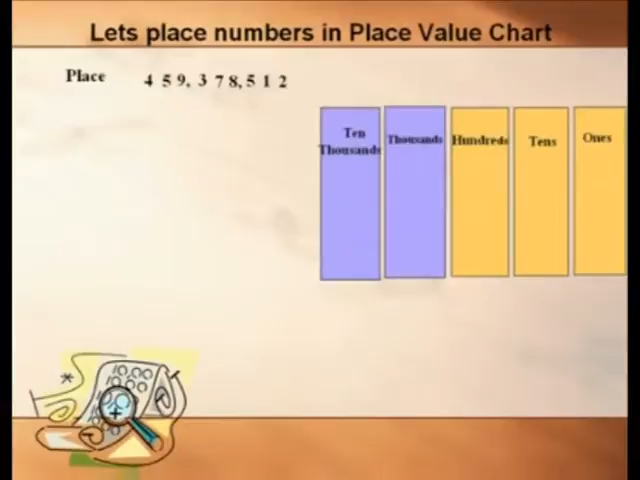 Lets place numbers in Place Value Chart
Place 4 5 9, 3 7 8, 5 1 2
Ten Thousands
Thousands
Hundreds
Tens
Ones